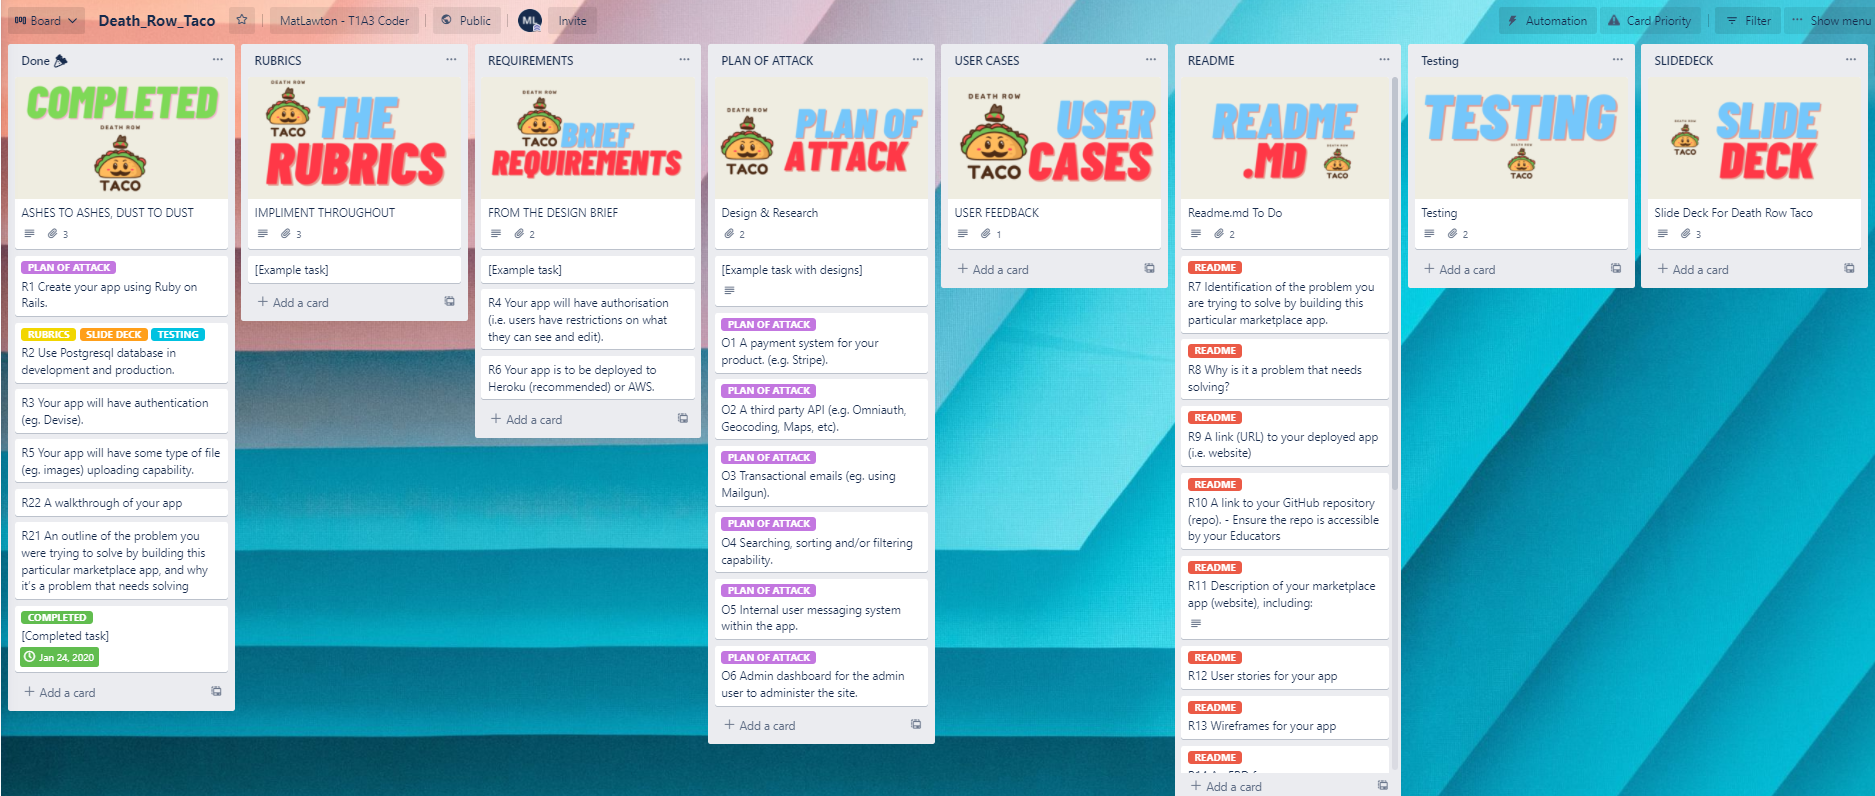 Board
Death_Row_Taco
MatLawton - T1A3 Coder
Public
ML
Invite
Automation
Card Priority
Filter
Show menu
Done
COMPLETED
DEATH ROW
TACO
ASHES TO ASHES, DUST TO DUST
3
PLAN OF ATTACK
R1 Create your app using Ruby on
Rails.
RUBRICS SLIDE DECK TESTING
R2 Use Postgresql database in
development and production.
R3 Your app will have authentication
(eg. Devise).
R5 Your app will have some type of file
(eg. images) uploading capability.
R22 A walkthrough of your app
R21 An outline of the problem you
were trying to solve by building this
particular marketplace app, and why
it's a problem that needs solving
COMPLETED
[Completed task]
Jan 24, 2020
+ Add a card
RUBRICS
DEATH ROW
TACO
THE
RUBRICS
IMPLIMENT THROUGHOUT
3
[Example task]
+ Add a card
REQUIREMENTS
DEATH ROW
TACO
BRIEF
REQUIREMENTS
FROM THE DESIGN BRIEF
2
[Example task]
R4 Your app will have authorisation
(i.e. users have restrictions on what
they can see and edit).
R6 Your app is to be deployed to
Heroku (recommended) or AWS.
+ Add a card
PLAN OF ATTACK
DEATH ROW
TACO
PLAN OF
ATTACK
Design & Research
2
[Example task with designs]
PLAN OF ATTACK
O1 A payment system for your
product. (e.g. Stripe).
PLAN OF ATTACK
O2 A third party API (e.g. Omniauth,
Geocoding, Maps, etc).
PLAN OF ATTACK
O3 Transactional emails (eg. using
Mailgun).
PLAN OF ATTACK
O4 Searching, sorting and/or filtering
capability.
PLAN OF ATTACK
O5 Internal user messaging system
within the app.
PLAN OF ATTACK
O6 Admin dashboard for the admin
user to administer the site.
+ Add a card
USER CASES
DEATH ROW
TACO
USER
CASES
USER FEEDBACK
1
+ Add a card
README
README
.MD
DEATH ROW
TACO
Readme.md To Do
2
README
R7 Identification of the problem you
are trying to solve by building this
particular marketplace app.
README
R8 Why is it a problem that needs
solving?
README
R9 A link (URL) to your deployed app
(i.e. website)
README
R10 A link to your GitHub repository
(repo). - Ensure the repo is accessible
by your Educators
README
R11 Description of your marketplace
app (website), including:
README
R12 User stories for your app
README
R13 Wireframes for your app
README
+ Add a card
Testing
TESTING
DEATH ROW
TACO
Testing
2
+ Add a card
SLIDEDECK
DEATH ROW
TACO
SLIDE
DECK
Slide Deck For Death Row Taco
3
+ Add a card